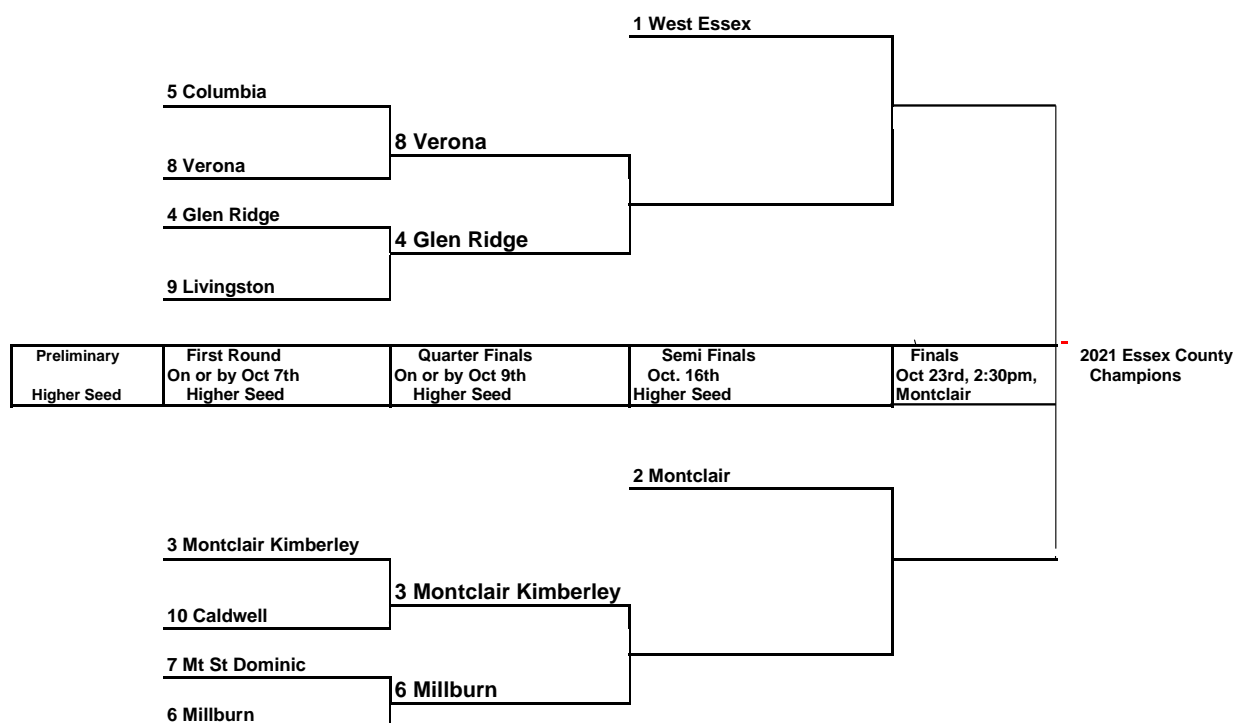 1 West Essex
5 Columbia
8 Verona
8 Verona
4 Glen Ridge
4 Glen Ridge
9 Livingston
Preliminary
Higher Seed
First Round
On or by Oct 7th
Higher Seed
Quarter Finals
On or by Oct 9th
Higher Seed
Semi Finals
Oct. 16th
Higher Seed
Finals
Oct 23rd, 2:30pm,
Montclair
2021 Essex County
Champions
2 Montclair
3 Montclair Kimberley
3 Montclair Kimberley
10 Caldwell
7 Mt St Dominic
6 Millburn
6 Millburn